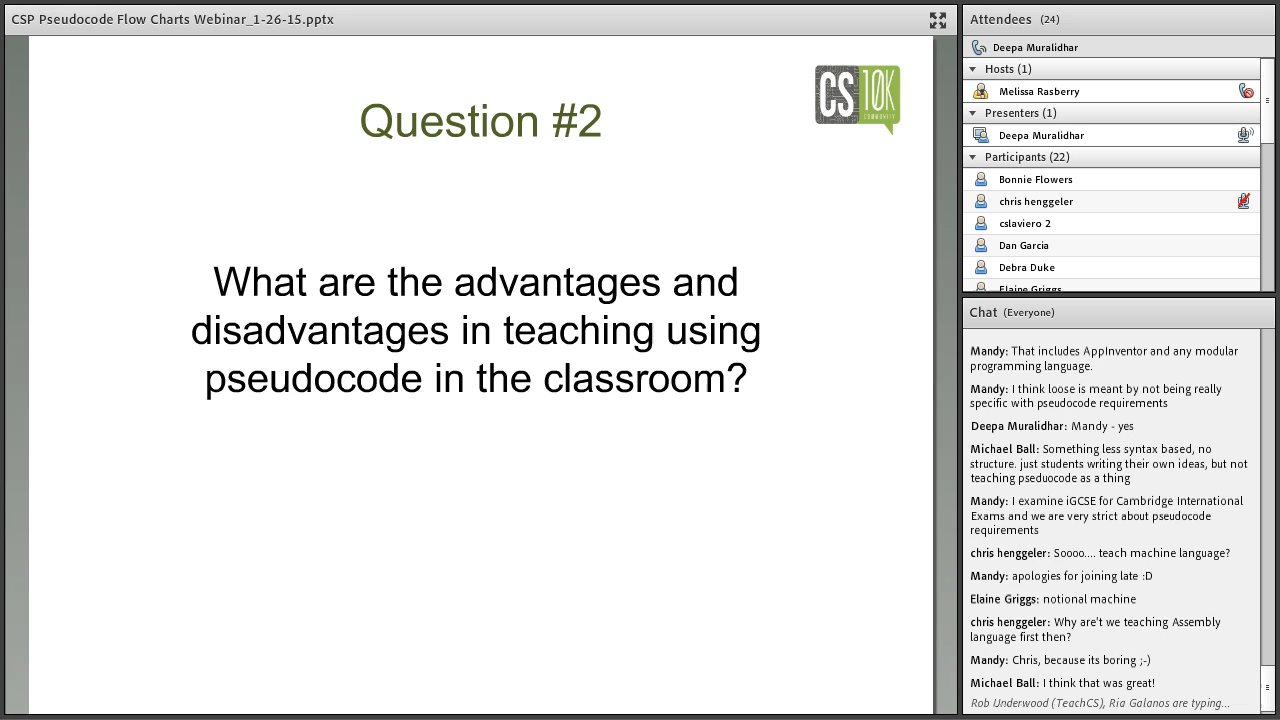 CSP Pseudocode Flow Charts Webinar_1-26-15.pptx
CS 10K
COMMUNITY
Question #2
What are the advantages and
disadvantages in teaching using
pseudocode in the classroom?
Attendees (24)
Deepa Muralidhar
Hosts (1)
Melissa Rasberry
Presenters (1)
Deepa Muralidhar
Participants (22)
Bonnie Flowers
chris henggeler
cslaviero 2
Dan Garcia
Debra Duke
Elaine Griggs
Chat (Everyone)
Mandy: That includes AppInventor and any modular
programming language.
Mandy: I think loose is meant by not being really
specific with pseudocode requirements
Deepa Muralidhar: Mandy - yes
Michael Ball: Something less syntax based, no
structure. just students writing their own ideas, but not
teaching pseduocode as a thing
Mandy: I examine iGCSE for Cambridge International
Exams and we are very strict about pseudocode
requirements
chris henggeler: Soooo.... teach machine language?
Mandy: apologies for joining late :D
Elaine Griggs: notional machine
chris henggeler: Why are't we teaching Assembly
language first then?
Mandy: Chris, because its boring ;-)
Michael Ball: I think that was great!
Rob Underwood (TeachCS), Ria Galanos are typing...